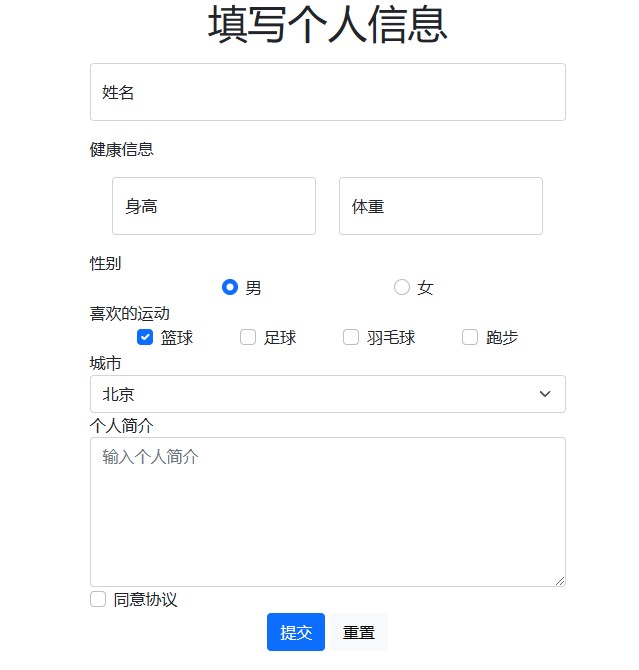 填写个人信息
姓名
健康信息
身高 体重
性别
男 女
喜欢的运动
篮球 足球 羽毛球 跑步
城市
北京
个人简介
输入个人简介
同意协议
提交 重置